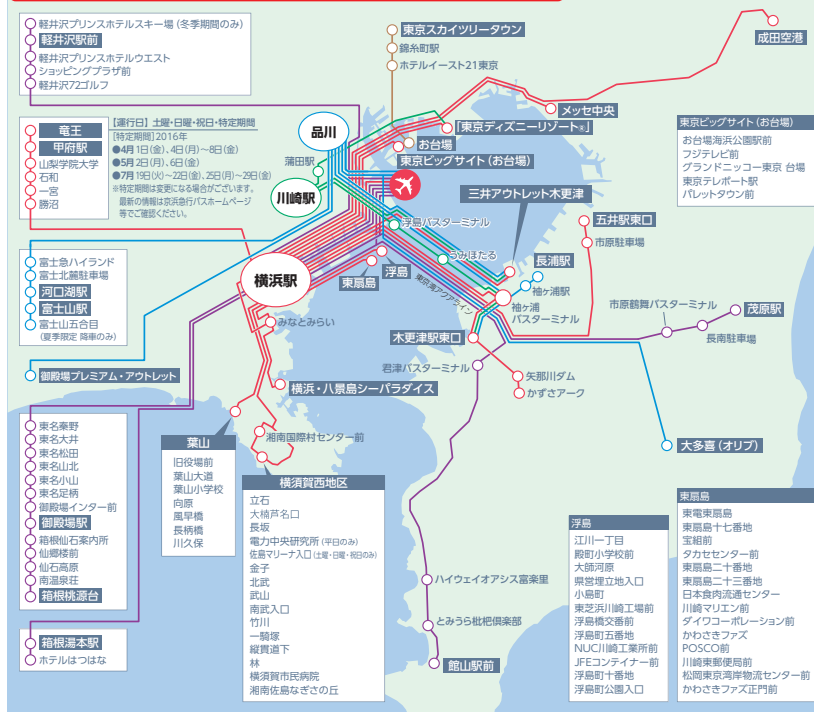 軽井沢プリンスホテルスキー場(冬季期間のみ)
軽井沢駅前
軽井沢プリンスホテルウエスト
ショッピングプラザ前
軽井沢72ゴルフ
東京スカイツリータウン
錦糸町駅
ホテルイースト21東京
成田空港
竜王
甲府駅
山梨学院大学
石和
一宮
勝沼
【運行日】土曜・日曜・祝日・特定期間
[特定期間]2016年
●4月1日(金)、4日(月)〜8日(金)
●5月2日(月)、6日(金)
●7月19日(火)〜22日(金)、25日(月)〜29日(金)
※特定期間は変更になる場合がございます。
最新の情報は京浜急行バスホームページ
等でご確認ください。
品川
蒲田駅
川崎駅
横浜駅
メッセ中央
「東京ディズニーリゾート®」
お台場
東京ビッグサイト(お台場)
東京ビッグサイト(お台場)
お台場海浜公園駅前
フジテレビ前
グランドニッコー東京 台場
東京テレポート駅
パレットタウン前
三井アウトレット木更津
浮島バスターミナル
うみほたる
東京湾アクアライン
東扇島
浮島
五井駅東口
市原駐車場
長浦駅
袖ヶ浦駅
袖ヶ浦
バスターミナル
市原鶴舞バスターミナル
茂原駅
長南駐車場
木更津駅東口
君津バスターミナル
矢那川ダム
かずさアーク
大多喜(オリブ)
富士急ハイランド
富士北麓駐車場
河口湖駅
富士山駅
富士山五合目
(夏季限定 降車のみ)
御殿場プレミアム・アウトレット
みなとみらい
横浜・八景島シーパラダイス
湘南国際村センター前
東名秦野
東名大井
東名松田
東名山北
東名小山
東名足柄
御殿場インター前
御殿場駅
箱根仙石案内所
仙郷楼前
仙石高原
南温泉荘
箱根桃源台
箱根湯本駅
ホテルはつはな
葉山
旧役場前
葉山大道
葉山小学校
向原
風早橋
長柄橋
川久保
横須賀西地区
立石
大楠芦名口
長坂
電力中央研究所(平日のみ)
佐島マリーナ入口(土曜・日曜・祝日のみ)
金子
北武
武山
南武入口
竹川
一騎塚
縦貫道下
林
横須賀市民病院
湘南佐島なぎさの丘
ハイウェイオアシス富楽里
とみうら枇杷倶楽部
館山駅前
浮島
江川一丁目
殿町小学校前
大師河原
県営埋立地入口
小島町
東芝浜川崎工場前
浮島橋交番前
浮島町五番地
NUC川崎工業所前
JFEコンテイナー前
浮島町十番地
浮島町公園入口
東扇島
東電東扇島
東扇島十七番地
宝組前
タカセセンター前
東扇島二十番地
東扇島二十三番地
日本食肉流通センター
川崎マリエン前
ダイワコーポレーション前
かわさきファズ
POSCO前
川崎東郵便局前
松岡東京湾岸物流センター前
かわさきファズ正門前